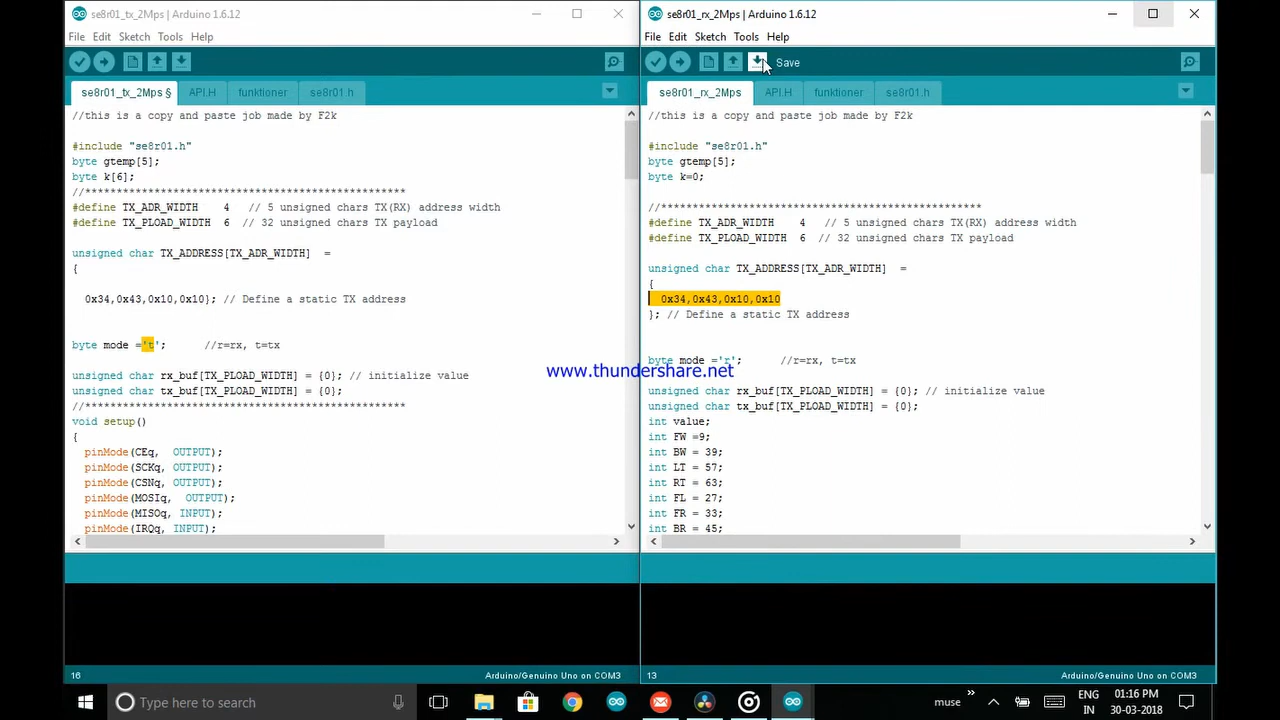 se8r01_tx_2Mps | Arduino 1.6.12
File Edit Sketch Tools Help
se8r01_tx_2Mps § API.H funktioner se8r01 h
//this is a copy and paste job made by F2k
#include "se8r01.h"
byte gtemp[5];
byte k[6];
//**************************************************
#define TX_ADR_WIDTH    4   // 5 unsigned chars TX(RX) address width
#define TX_PLOAD_WIDTH  6  // 32 unsigned chars TX payload
unsigned char TX_ADDRESS[TX_ADR_WIDTH]  =
{
  0x34,0x43,0x10,0x10}; // Define a static TX address
byte mode ='t';      //r=rx, t=tx
unsigned char rx_buf[TX_PLOAD_WIDTH] = {0}; // initialize value
unsigned char tx_buf[TX_PLOAD_WIDTH] = {0};
//**************************************************
void setup()
{
  pinMode(CEq,  OUTPUT);
  pinMode(SCKq, OUTPUT);
  pinMode(CSNq, OUTPUT);
  pinMode(MOSIq,  OUTPUT);
  pinMode(MISOq, INPUT);
  pinMode(IRQq, INPUT);
16
Arduino/Genuino Uno on COM3
se8r01_rx_2Mps | Arduino 1.6.12
File Edit Sketch Tools Help
Save
se8r01_rx_2Mps API.H funktioner se8r01.h
//this is a copy and paste job made by F2k
#include "se8r01.h"
byte gtemp[5];
byte k=0;
//**************************************************
#define TX_ADR_WIDTH    4   // 5 unsigned chars TX(RX) address width
#define TX_PLOAD_WIDTH  6  // 32 unsigned chars TX payload
unsigned char TX_ADDRESS[TX_ADR_WIDTH]  =
{
  0x34,0x43,0x10,0x10
}; // Define a static TX address
byte mode ='r';      //r=rx, t=tx
www.thundershare.net
unsigned char rx_buf[TX_PLOAD_WIDTH] = {0}; // initialize value
unsigned char tx_buf[TX_PLOAD_WIDTH] = {0};
int value;
int FW =9;
int BW = 39;
int LT = 57;
int RT = 63;
int FL = 27;
int FR = 33;
int BR = 45;
13
Arduino/Genuino Uno on COM3
Type here to search
muse
ENG
IN
01:16 PM
30-03-2018